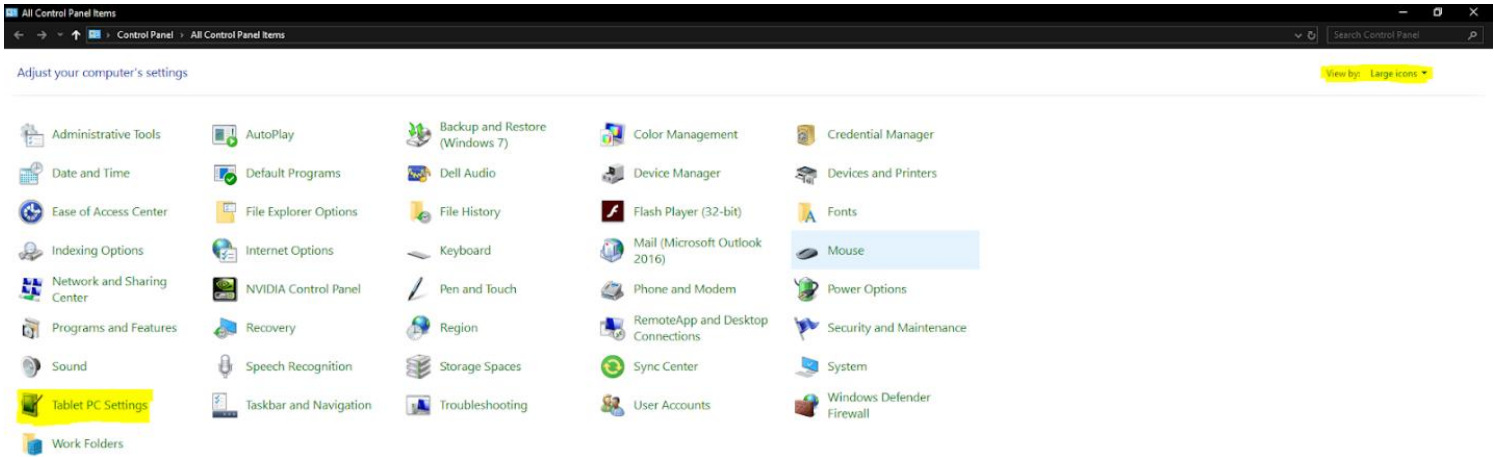 All Control Panel Items
Control Panel > All Control Panel Items
Search Control Panel
Adjust your computer's settings
View by: Large icons
Administrative Tools
AutoPlay
Backup and Restore
(Windows 7)
Color Management
Credential Manager
Date and Time
Default Programs
Dell Audio
Device Manager
Devices and Printers
Ease of Access Center
File Explorer Options
File History
Flash Player (32-bit)
Fonts
Indexing Options
Internet Options
Keyboard
Mail (Microsoft Outlook
2016)
Mouse
Network and Sharing
Center
NVIDIA Control Panel
Pen and Touch
Phone and Modem
Power Options
Programs and Features
Recovery
Region
RemoteApp and Desktop
Connections
Security and Maintenance
Sound
Speech Recognition
Storage Spaces
Sync Center
System
Tablet PC Settings
Taskbar and Navigation
Troubleshooting
User Accounts
Windows Defender
Firewall
Work Folders